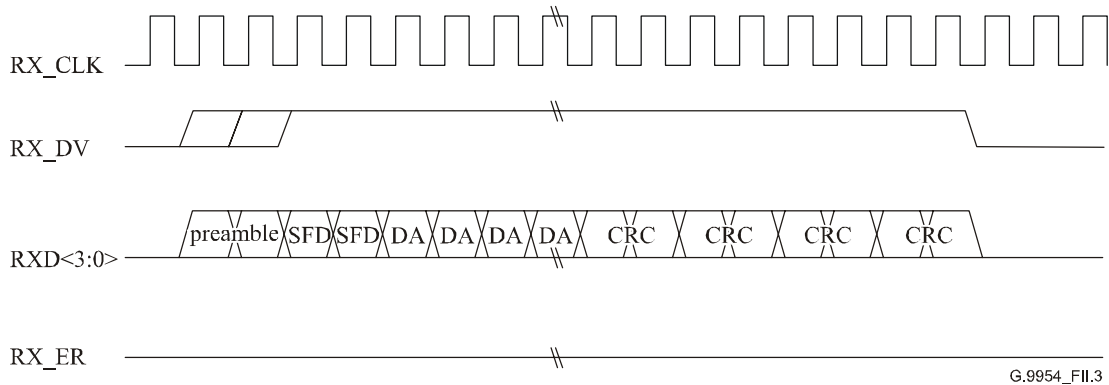 RX_CLK
RX_DV
RXD<3:0>
preamble SFD SFD DA DA DA DA CRC CRC CRC CRC
RX_ER
G.9954_FII.3